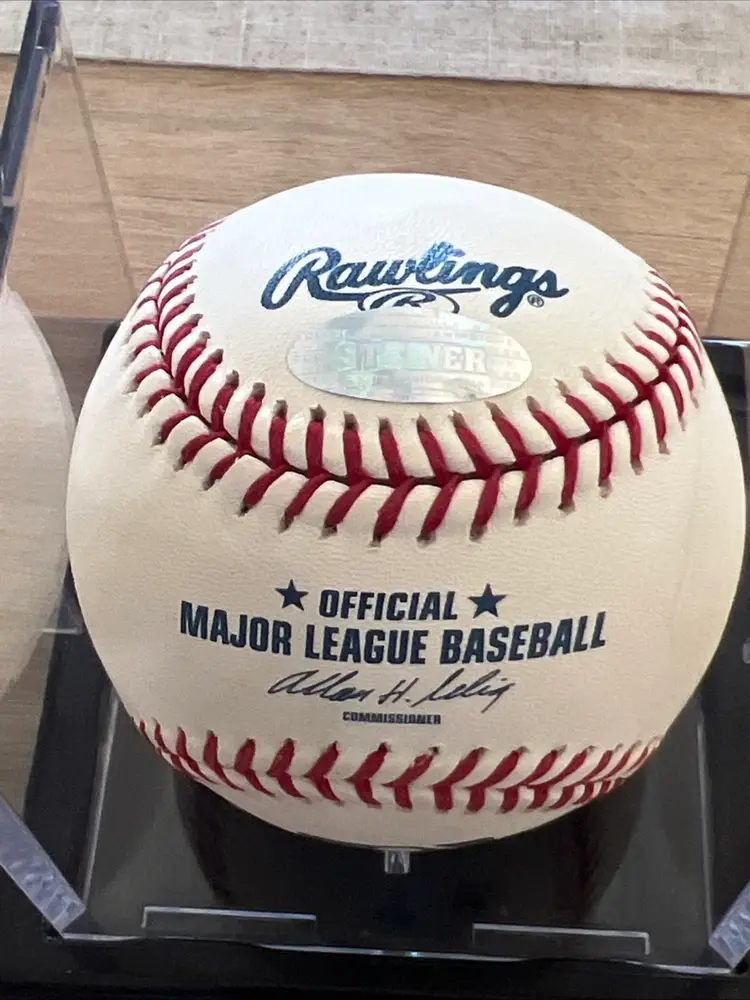 Rawlings®
R
STEINER
★ OFFICIAL ★
MAJOR LEAGUE BASEBALL
Allan H. Selig
COMMISSIONER